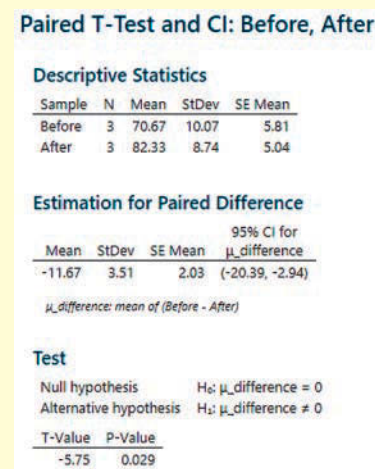 Paired T-Test and CI: Before, After
Descriptive Statistics
Sample N Mean StDev SE Mean
Before 3 70.67 10.07 5.81
After 3 82.33 8.74 5.04
Estimation for Paired Difference
95% CI for
Mean StDev SE Mean μ_difference
-11.67 3.51 2.03 (-20.39, -2.94)
μ_difference: mean of (Before - After)
Test
Null hypothesis H₀: μ_difference = 0
Alternative hypothesis H₁: μ_difference ≠ 0
T-Value P-Value
-5.75 0.029